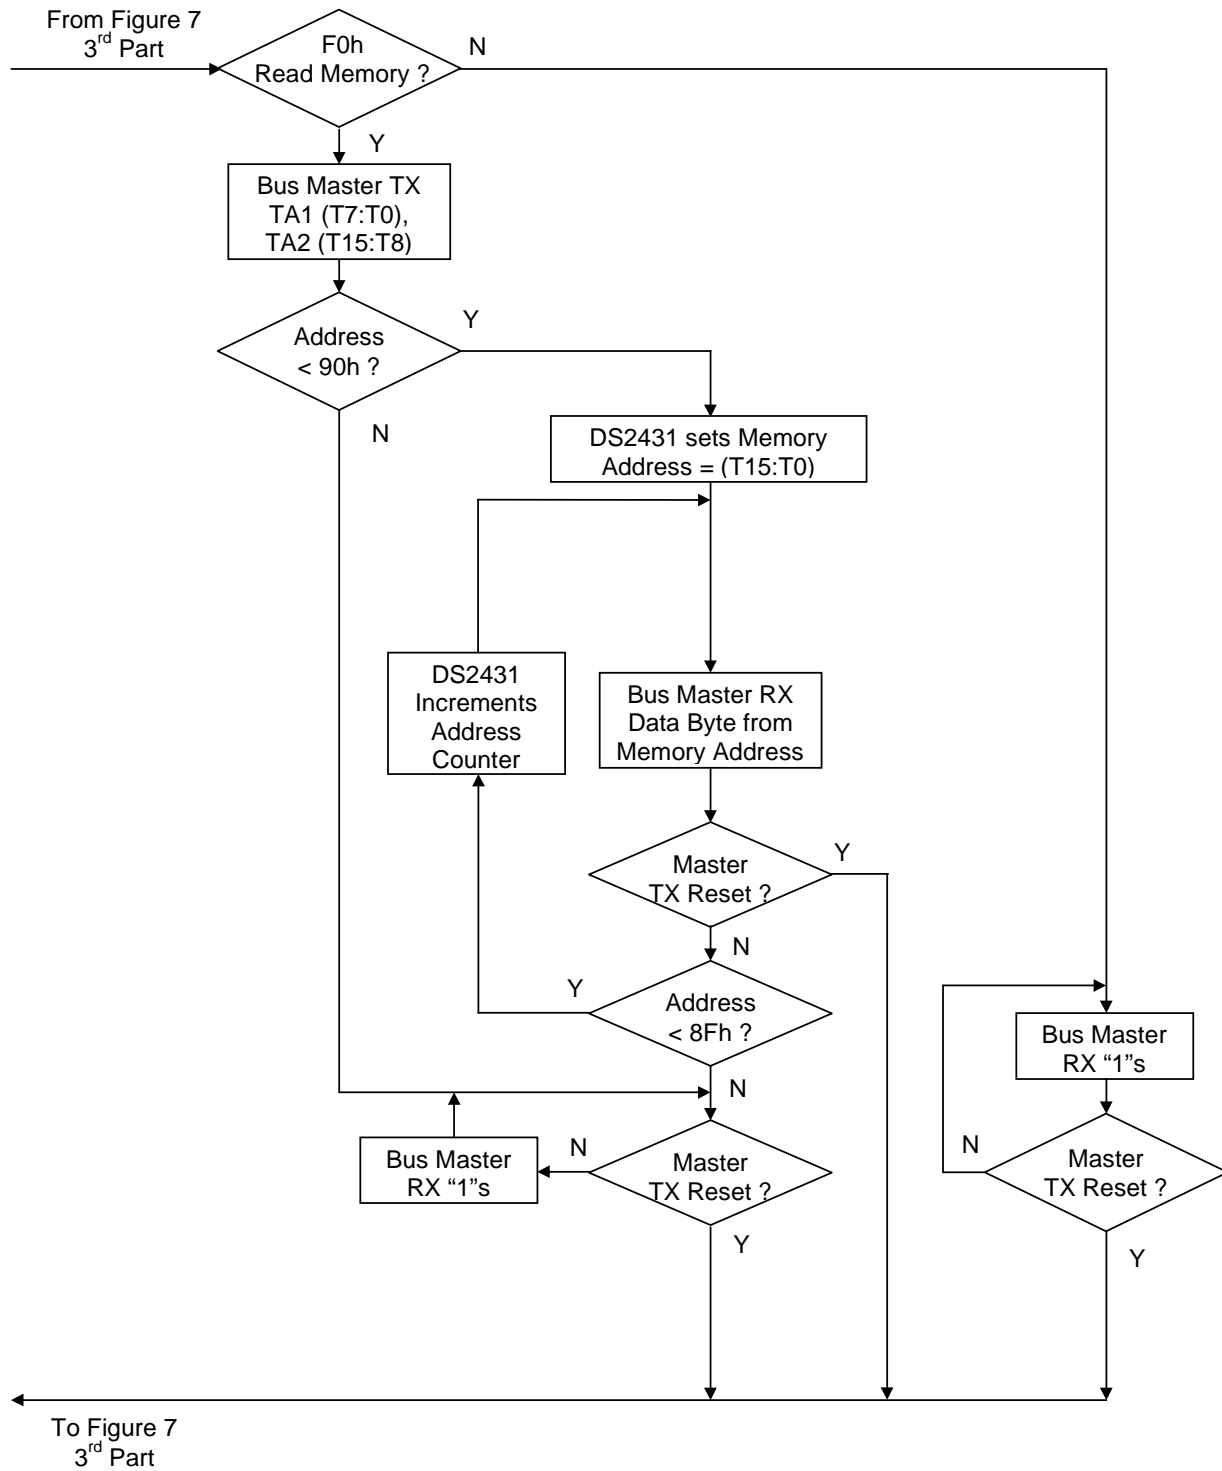 From Figure 7
3rd Part
F0h
Read Memory ?
N
Y
Bus Master TX
TA1 (T7:T0),
TA2 (T15:T8)
Address
< 90h ?
Y
N
DS2431 sets Memory
Address = (T15:T0)
DS2431
Increments
Address
Counter
Bus Master RX
Data Byte from
Memory Address
Master
TX Reset ?
Y
N
Address
< 8Fh ?
Y
N
Bus Master
RX “1”s
N
Master
TX Reset ?
Y
Bus Master
RX “1”s
N
Master
TX Reset ?
Y
To Figure 7
3rd Part